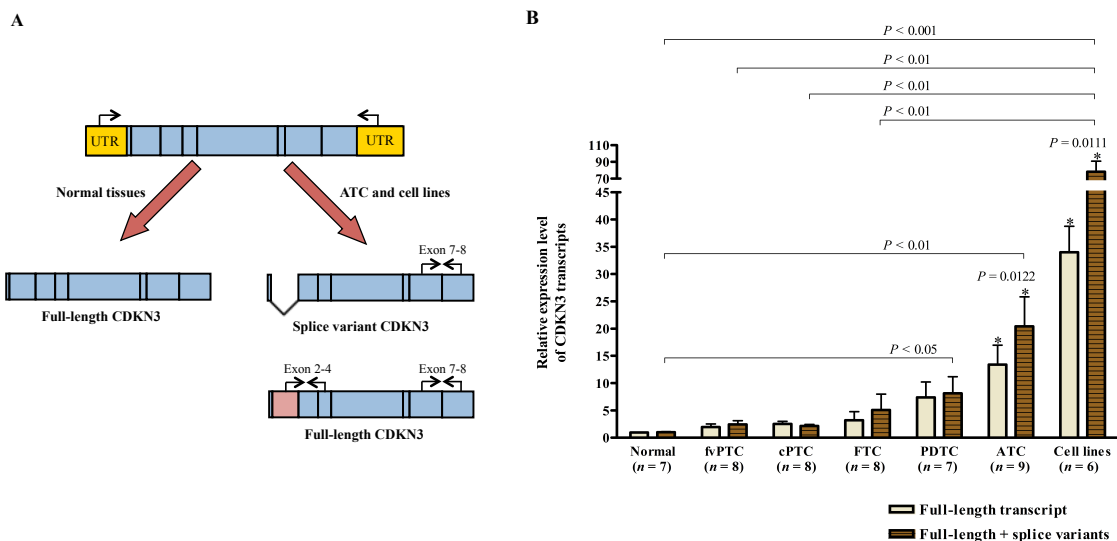 A
UTR
UTR
Normal tissues
ATC and cell lines
Full-length CDKN3
Exon 7-8
Splice variant CDKN3
Exon 2-4
Exon 7-8
Full-length CDKN3
B
P < 0.001
P < 0.01
P < 0.01
P < 0.01
P = 0.0111
*
*
P < 0.01
P = 0.0122
*
*
P < 0.05
Relative expression level
of CDKN3 transcripts
110
90
70
45
40
35
30
25
20
15
10
5
0
Normal
(n = 7)
fvPTC
(n = 8)
cPTC
(n = 8)
FTC
(n = 8)
PDTC
(n = 7)
ATC
(n = 9)
Cell lines
(n = 6)
Full-length transcript
Full-length + splice variants